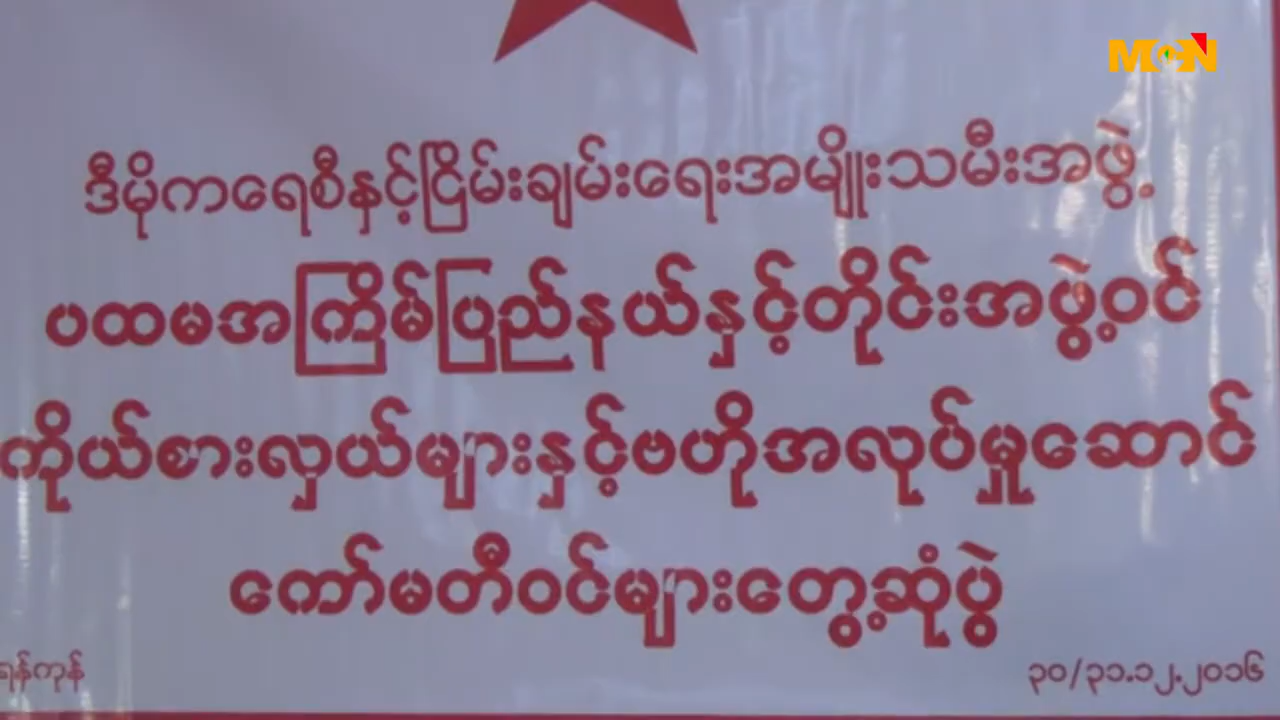 MCN
ဒီမိုကရေစီနှင့်ငြိမ်းချမ်းရေးအမျိုးသမီးအဖွဲ့
ပထမအကြိမ်ပြည်နယ်နှင့်တိုင်းအဖွဲ့ဝင်
ကိုယ်စားလှယ်များနှင့်ဗဟိုအလုပ်မှုဆောင်
ကော်မတီဝင်များတွေ့ဆုံပွဲ
ရန်ကုန်
၃၀/၃၁.၁၂.၂၀၁၆